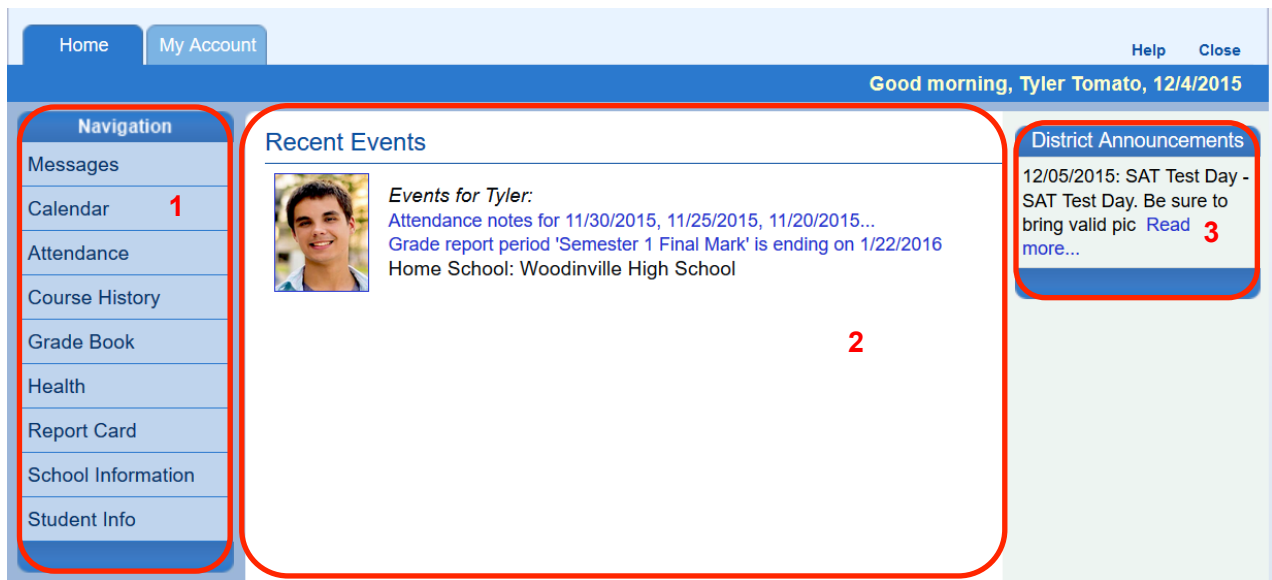 Home
My Account
Help
Close
Good morning, Tyler Tomato, 12/4/2015
Navigation
Messages
Calendar
1
Attendance
Course History
Grade Book
Health
Report Card
School Information
Student Info
Recent Events
Events for Tyler:
Attendance notes for 11/30/2015, 11/25/2015, 11/20/2015...
Grade report period 'Semester 1 Final Mark' is ending on 1/22/2016
Home School: Woodinville High School
2
District Announcements
12/05/2015: SAT Test Day -
SAT Test Day. Be sure to
bring valid pic Read
more...
3